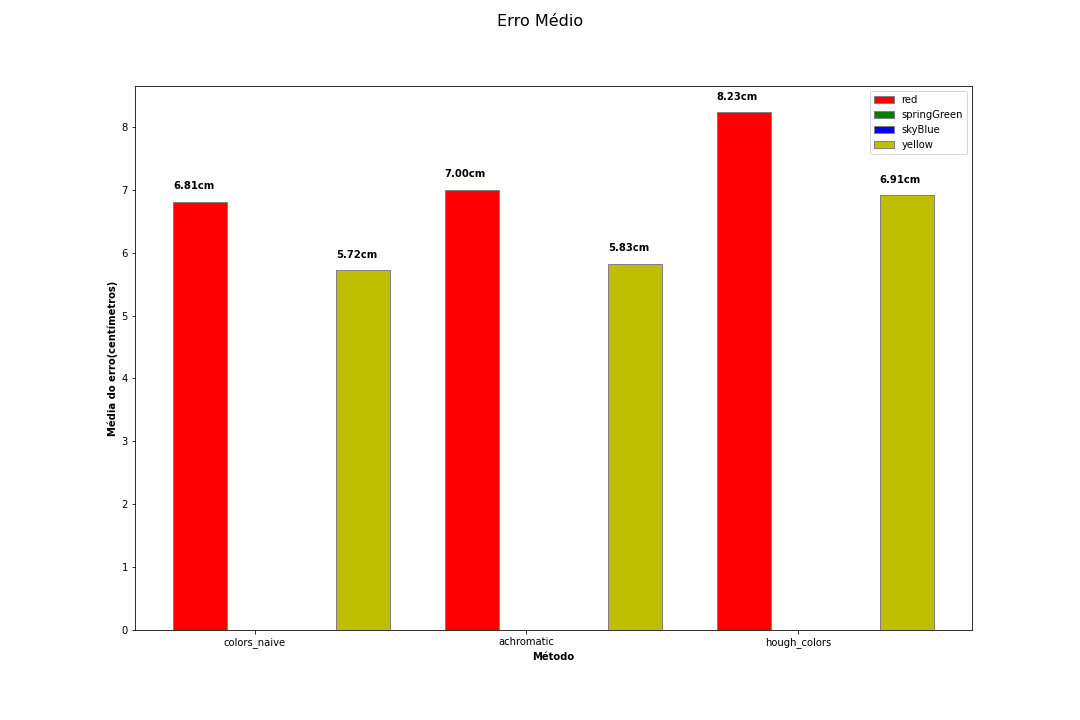 Erro Médio
8.23cm
red
springGreen
skyBlue
yellow
8
7.00cm
6.81cm
6.91cm
7
5.83cm
5.72cm
6
5
4
3
2
1
0
Média do erro(centímetros)
colors_naive
achromatic
hough_colors
Método